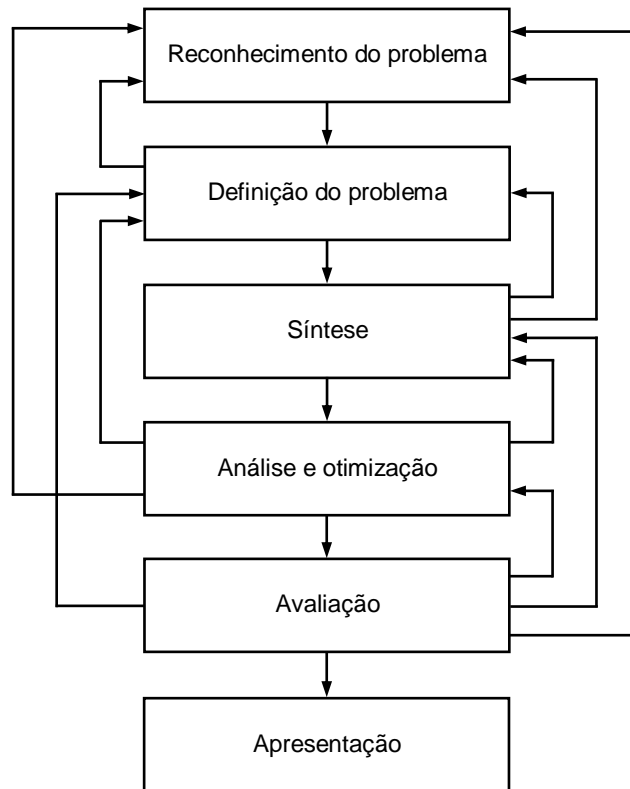 Reconhecimento do problema
Definição do problema
Síntese
Análise e otimização
Avaliação
Apresentação